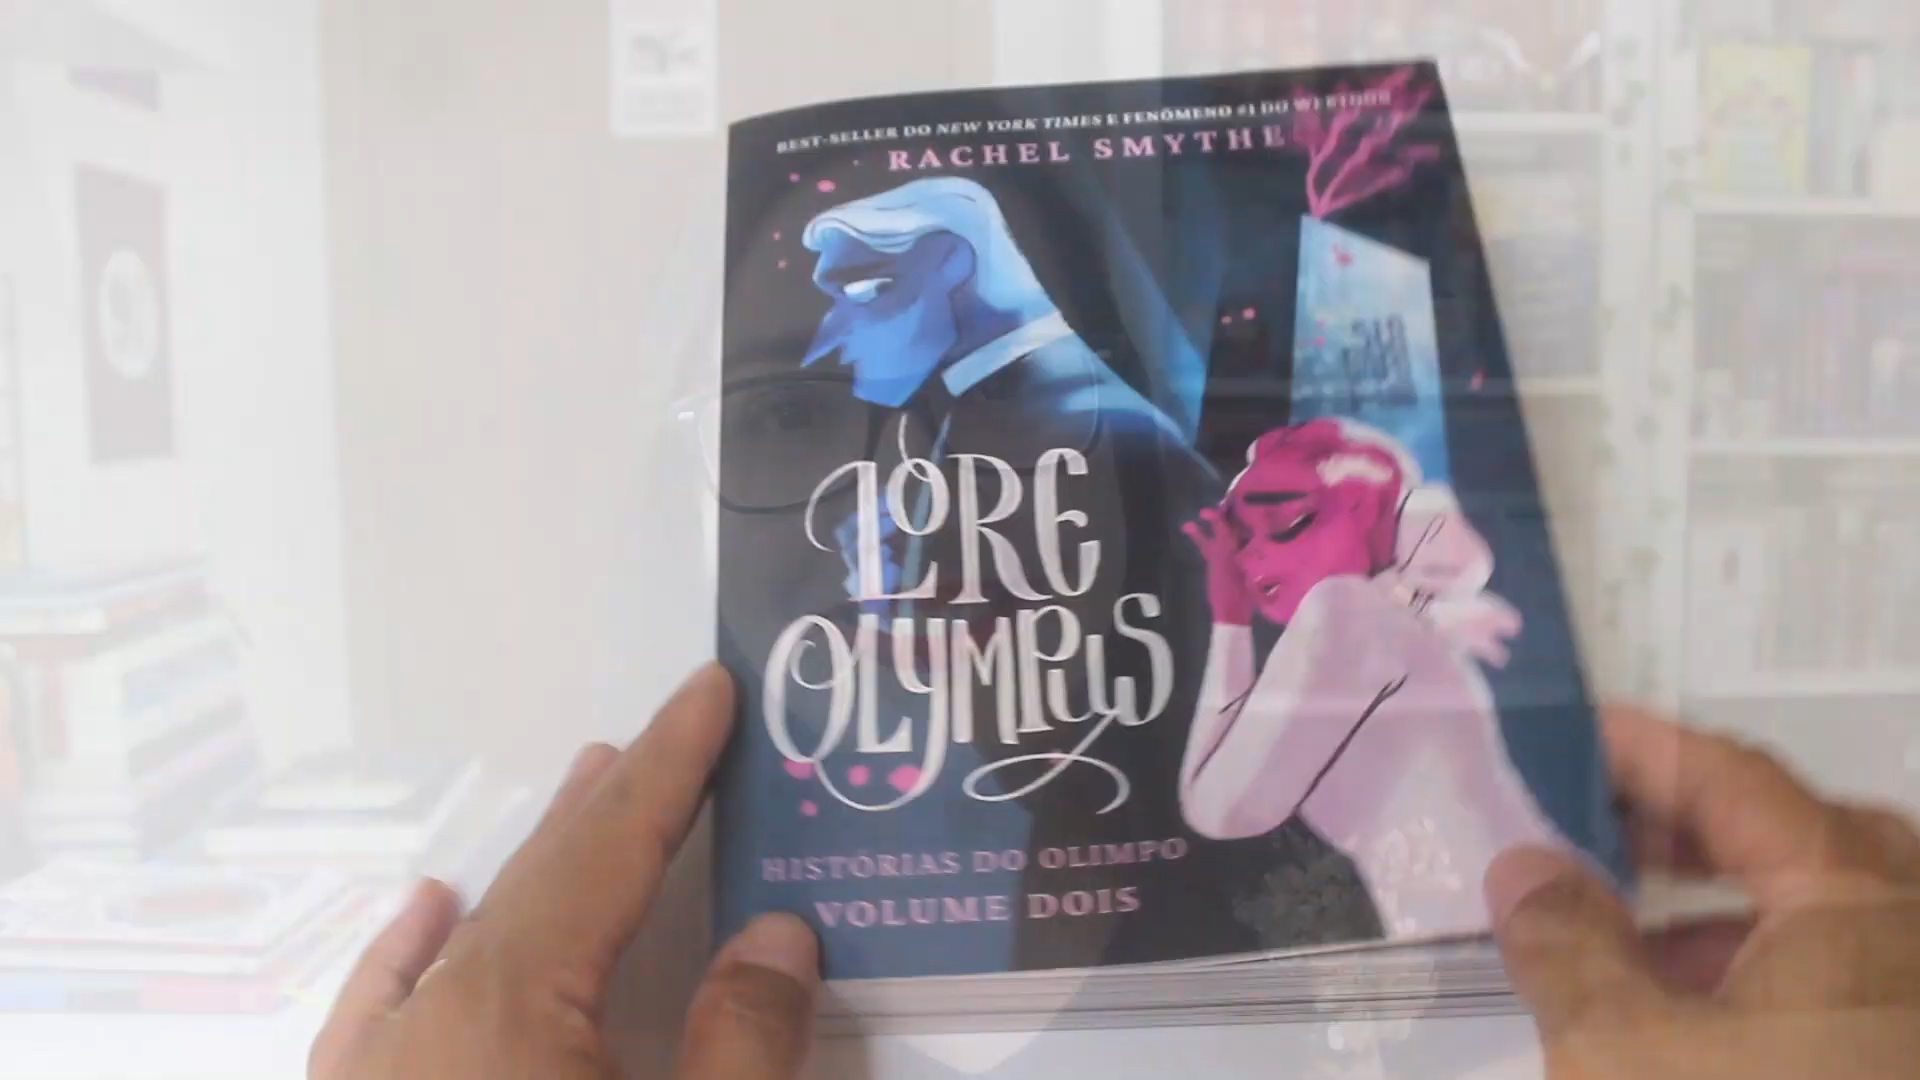 BEST-SELLER DO NEW YORK TIMES E FENÔMENO #1 DO WEBTOON
RACHEL SMYTHE
LORE
OLYMPUS
HISTÓRIAS DO OLIMPO
VOLUME DOIS